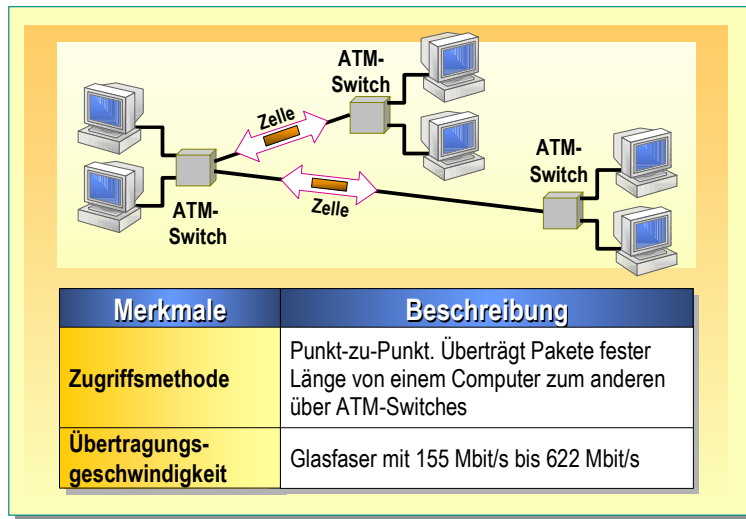 ATM-
Switch
Zelle
ATM-
Switch
Zelle
ATM-
Switch
Merkmale
Beschreibung
Zugriffsmethode
Punkt-zu-Punkt. Überträgt Pakete fester
Länge von einem Computer zum anderen
über ATM-Switches
Übertragungs-
geschwindigkeit
Glasfaser mit 155 Mbit/s bis 622 Mbit/s